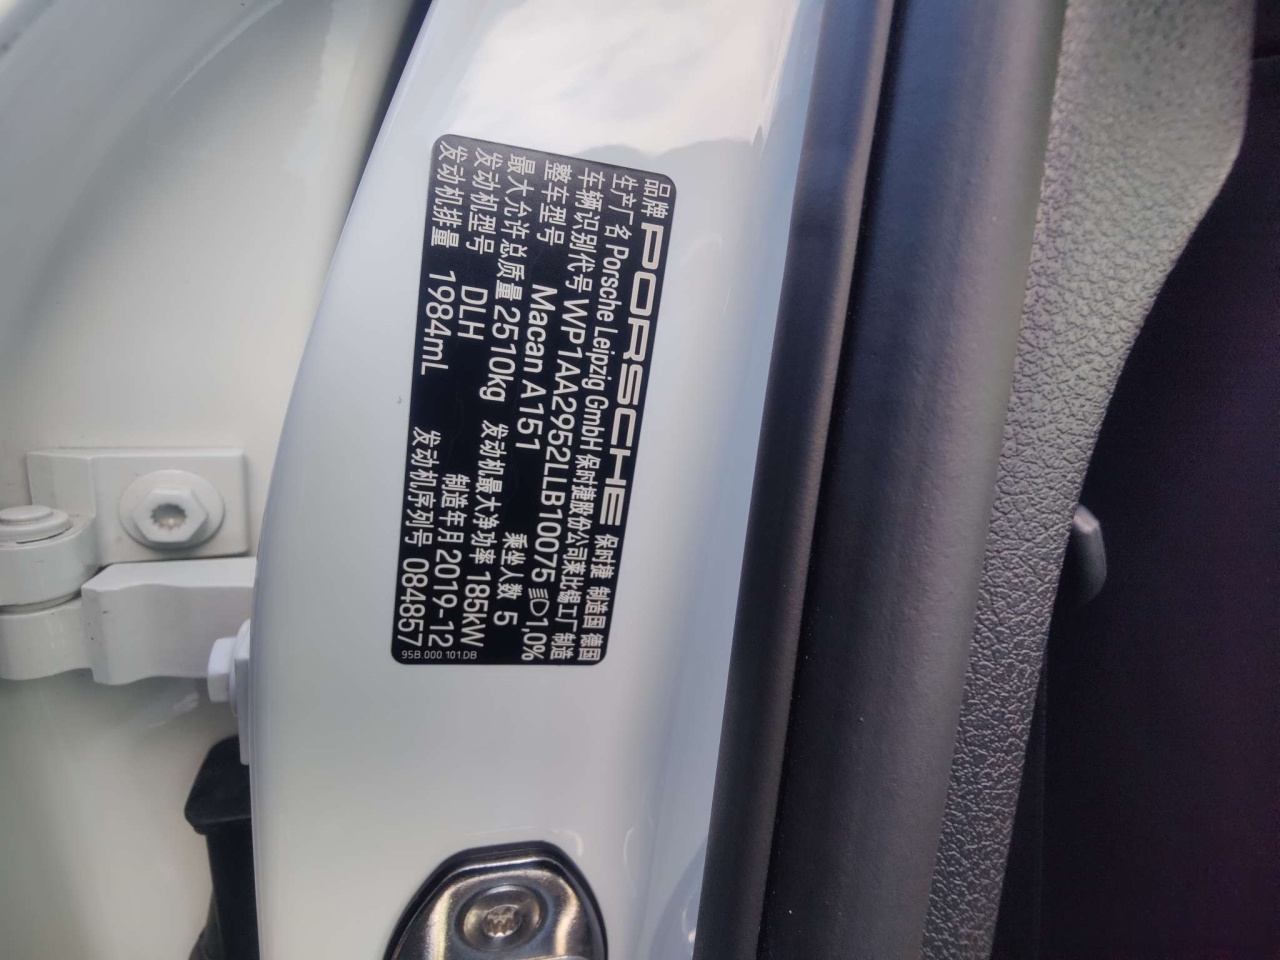 品牌 PORSCHE 保时捷 制造国 德国
生产厂名 Porsche Leipzig GmbH 保时捷股份公司莱比锡工厂 制造
车辆识别代号 WP1AA2952LLB10075 1,0%
整车型号 Macan A151 乘坐人数 5
最大允许总质量 2510kg 发动机最大净功率 185kW
发动机型号 DLH 制造年月 2019-12
发动机排量 1984mL 发动机序列号 084857
95B.000.101.DB